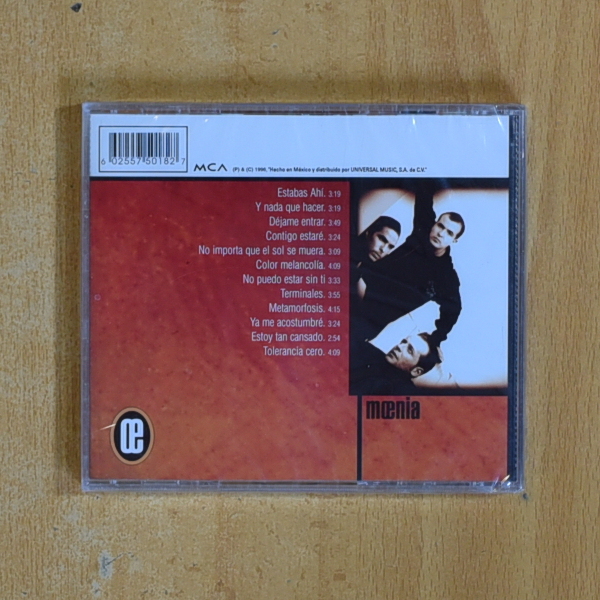 6 02557 50182 7
MCA (P) & (C) 1996, "Hecho en México y distribuido por UNIVERSAL MUSIC, S.A. de C.V."
Estabas Ahí. 3:19
Y nada que hacer. 3:19
Déjame entrar. 3:49
Contigo estaré. 3:24
No importa que el sol se muera. 3:09
Color melancolía. 4:09
No puedo estar sin ti 3:33
Terminales. 3:55
Metamorfosis. 4:15
Ya me acostumbré. 3:24
Estoy tan cansado. 2:54
Tolerancia cero. 4:09
mœnia
œ